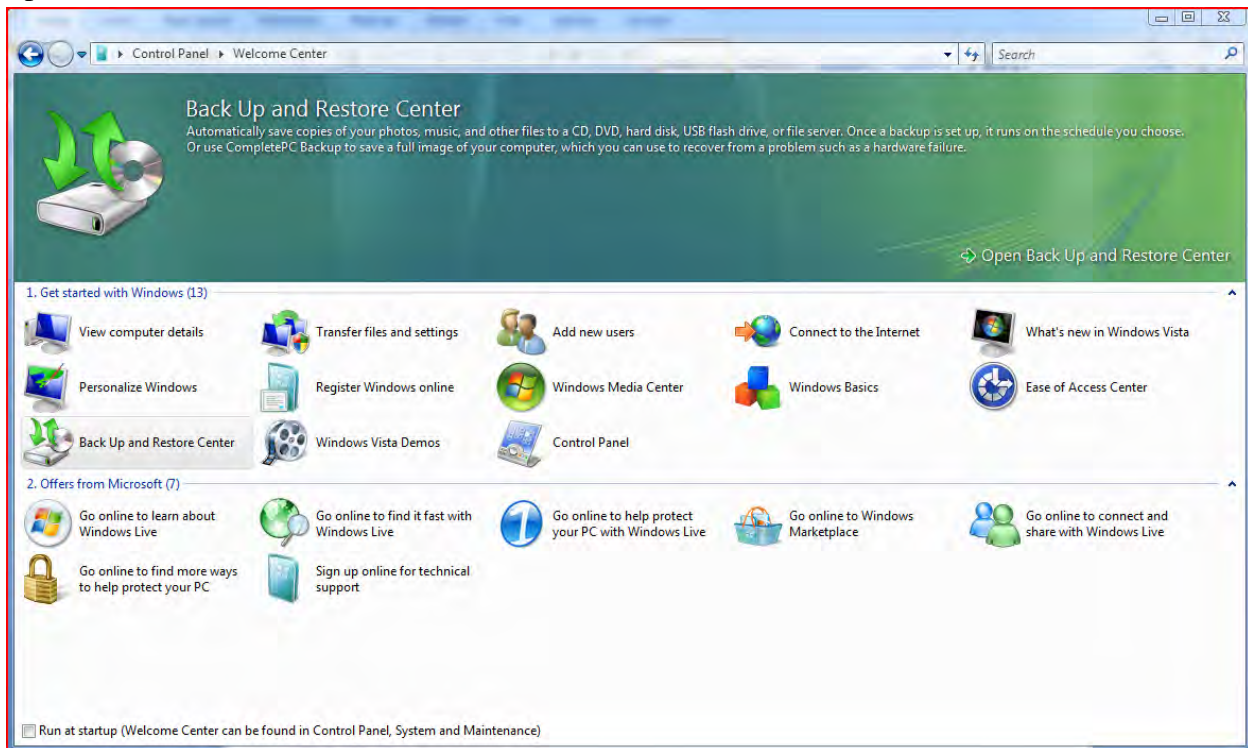 Control Panel ▸ Welcome Center
Search
Back Up and Restore Center
Automatically save copies of your photos, music, and other files to a CD, DVD, hard disk, USB flash drive, or file server. Once a backup is set up, it runs on the schedule you choose.
Or use CompletePC Backup to save a full image of your computer, which you can use to recover from a problem such as a hardware failure.
Open Back Up and Restore Center
1. Get started with Windows (13)
View computer details
Transfer files and settings
Add new users
Connect to the Internet
What's new in Windows Vista
Personalize Windows
Register Windows online
Windows Media Center
Windows Basics
Ease of Access Center
Back Up and Restore Center
Windows Vista Demos
Control Panel
2. Offers from Microsoft (7)
Go online to learn about
Windows Live
Go online to find it fast with
Windows Live
Go online to help protect
your PC with Windows Live
Go online to Windows
Marketplace
Go online to connect and
share with Windows Live
Go online to find more ways
to help protect your PC
Sign up online for technical
support
Run at startup (Welcome Center can be found in Control Panel, System and Maintenance)